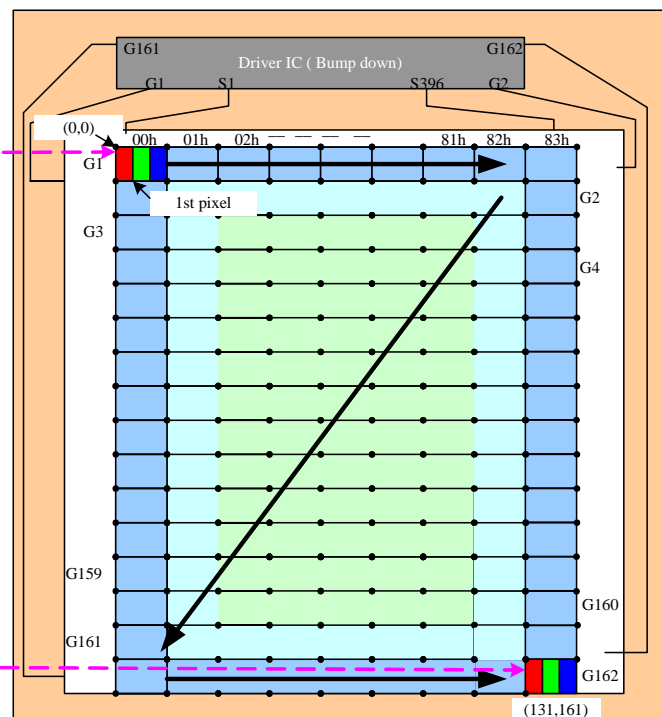 G161 G162
Driver IC ( Bump down)
G1 S1 S396 G2
(0,0)
00h 01h 02h — — — — 81h 82h 83h
G1
1st pixel
G2
G3
G4
G159
G160
G161
G162
(131,161)